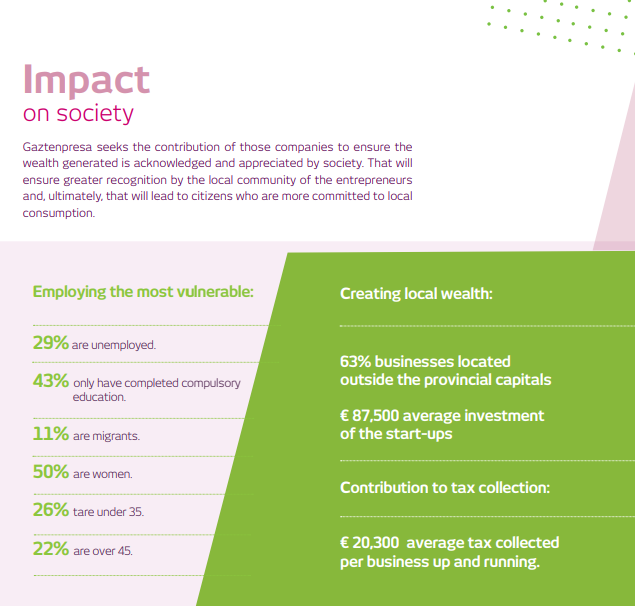 Impact
on society
Gaztenpresa seeks the contribution of those companies to ensure the
wealth generated is acknowledged and appreciated by society. That will
ensure greater recognition by the local community of the entrepreneurs
and, ultimately, that will lead to citizens who are more committed to local
consumption.
Employing the most vulnerable:
29% are unemployed.
43% only have completed compulsory
education.
11% are migrants.
50% are women.
26% tare under 35.
22% are over 45.
Creating local wealth:
63% businesses located
outside the provincial capitals
€ 87,500 average investment
of the start-ups
Contribution to tax collection:
€ 20,300 average tax collected
per business up and running.